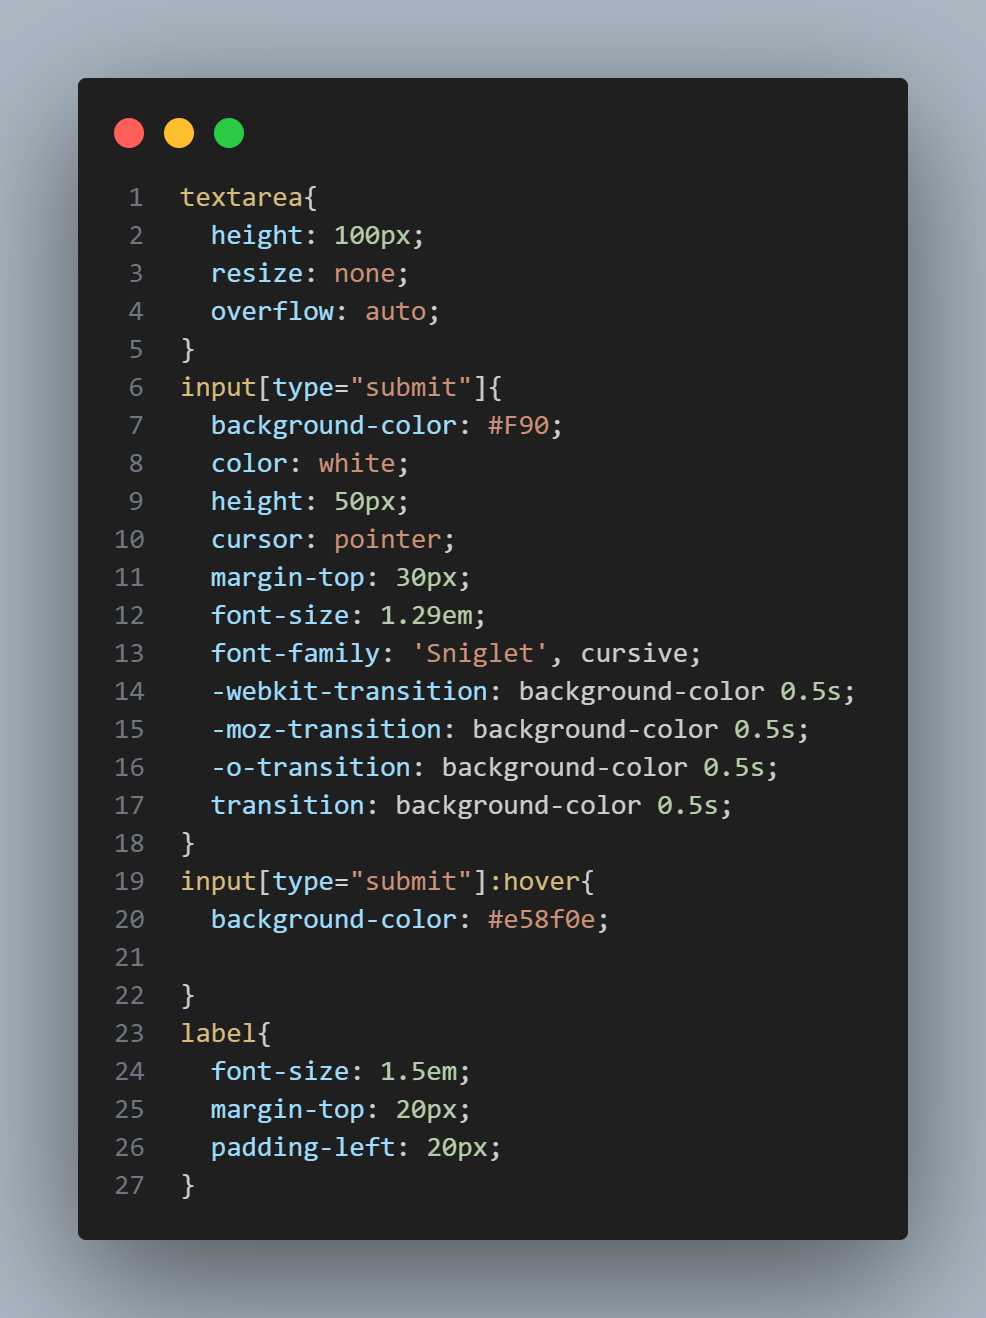 1 textarea{
2   height: 100px;
3   resize: none;
4   overflow: auto;
5 }
6 input[type="submit"]{
7   background-color: #F90;
8   color: white;
9   height: 50px;
10   cursor: pointer;
11   margin-top: 30px;
12   font-size: 1.29em;
13   font-family: 'Sniglet', cursive;
14   -webkit-transition: background-color 0.5s;
15   -moz-transition: background-color 0.5s;
16   -o-transition: background-color 0.5s;
17   transition: background-color 0.5s;
18 }
19 input[type="submit"]:hover{
20   background-color: #e58f0e;
21
22 }
23 label{
24   font-size: 1.5em;
25   margin-top: 20px;
26   padding-left: 20px;
27 }